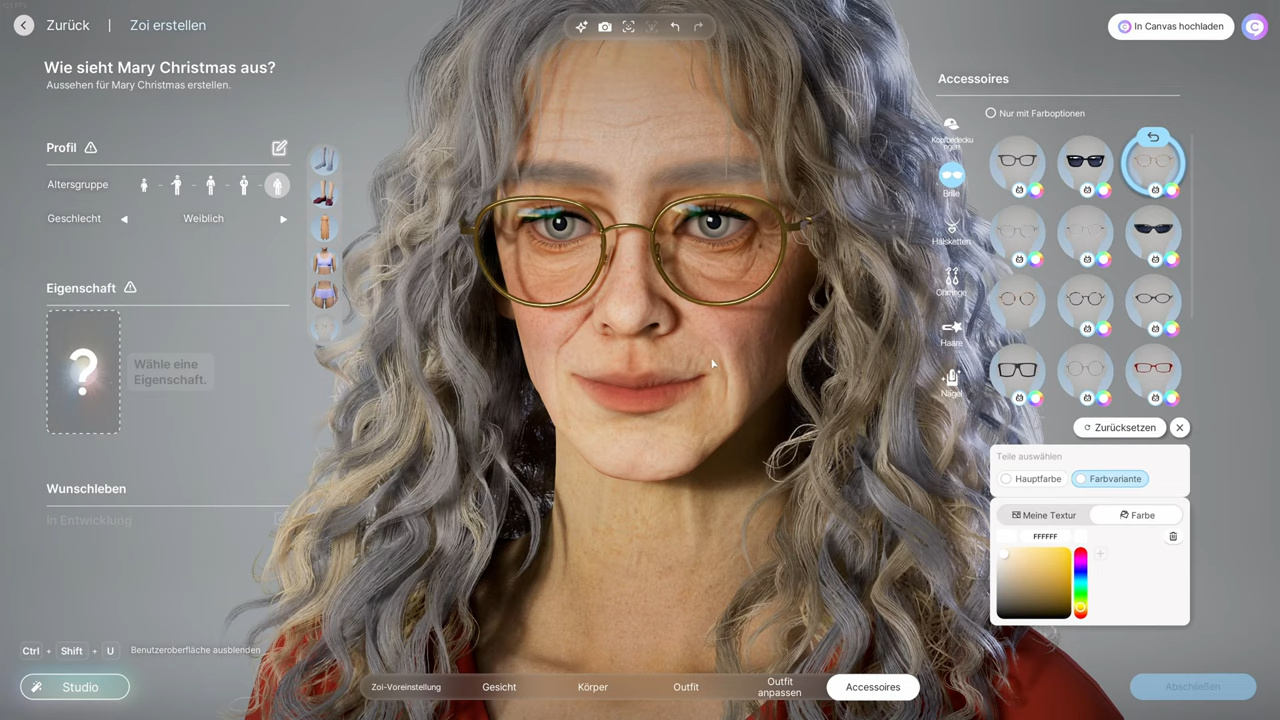 Zurück | Zoi erstellen
In Canvas hochladen
Wie sieht Mary Christmas aus?
Aussehen für Mary Christmas erstellen.
Profil
Altersgruppe
Geschlecht
Weiblich
Eigenschaft
?
Wähle eine
Eigenschaft.
Wunschleben
In Entwicklung
Ctrl + Shift + U Benutzeroberfläche ausblenden
Studio
Zoi-Voreinstellung
Gesicht
Körper
Outfit
Outfit
anpassen
Accessoires
Abschließen
Accessoires
Nur mit Farboptionen
Kopfbedecku
ngen
Brille
Halsketten
Ohrringe
Haare
Nägel
Zurücksetzen
Teile auswählen
Hauptfarbe
Farbvariante
Meine Textur
Farbe
FFFFFF